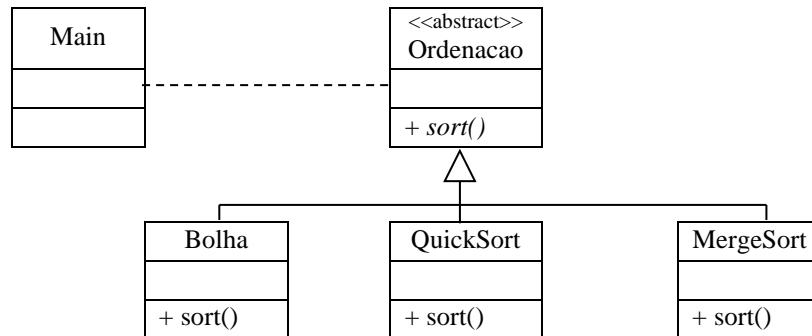 Main
<<abstract>>
Ordenacao
+ sort()
Bolha
QuickSort
MergeSort
+ sort()
+ sort()
+ sort()